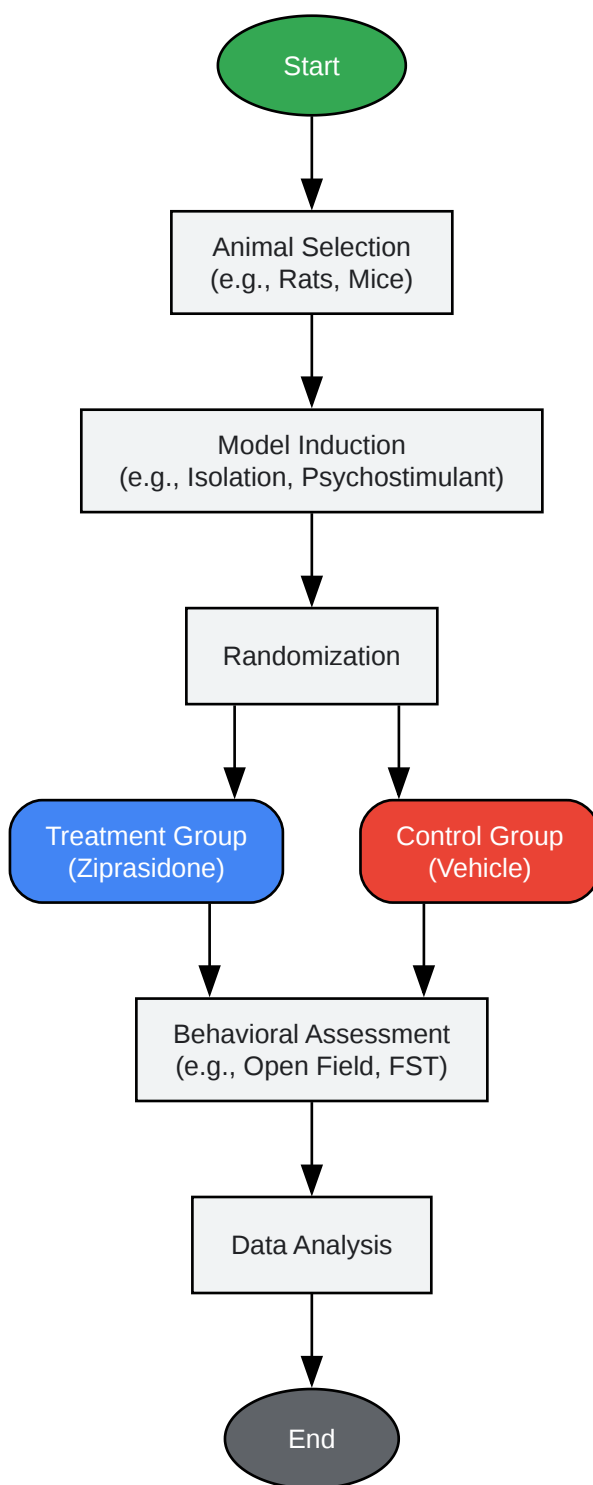 Start
Animal Selection
(e.g., Rats, Mice)
Model Induction
(e.g., Isolation, Psychostimulant)
Randomization
Treatment Group
(Ziprasidone)
Control Group
(Vehicle)
Behavioral Assessment
(e.g., Open Field, FST)
Data Analysis
End